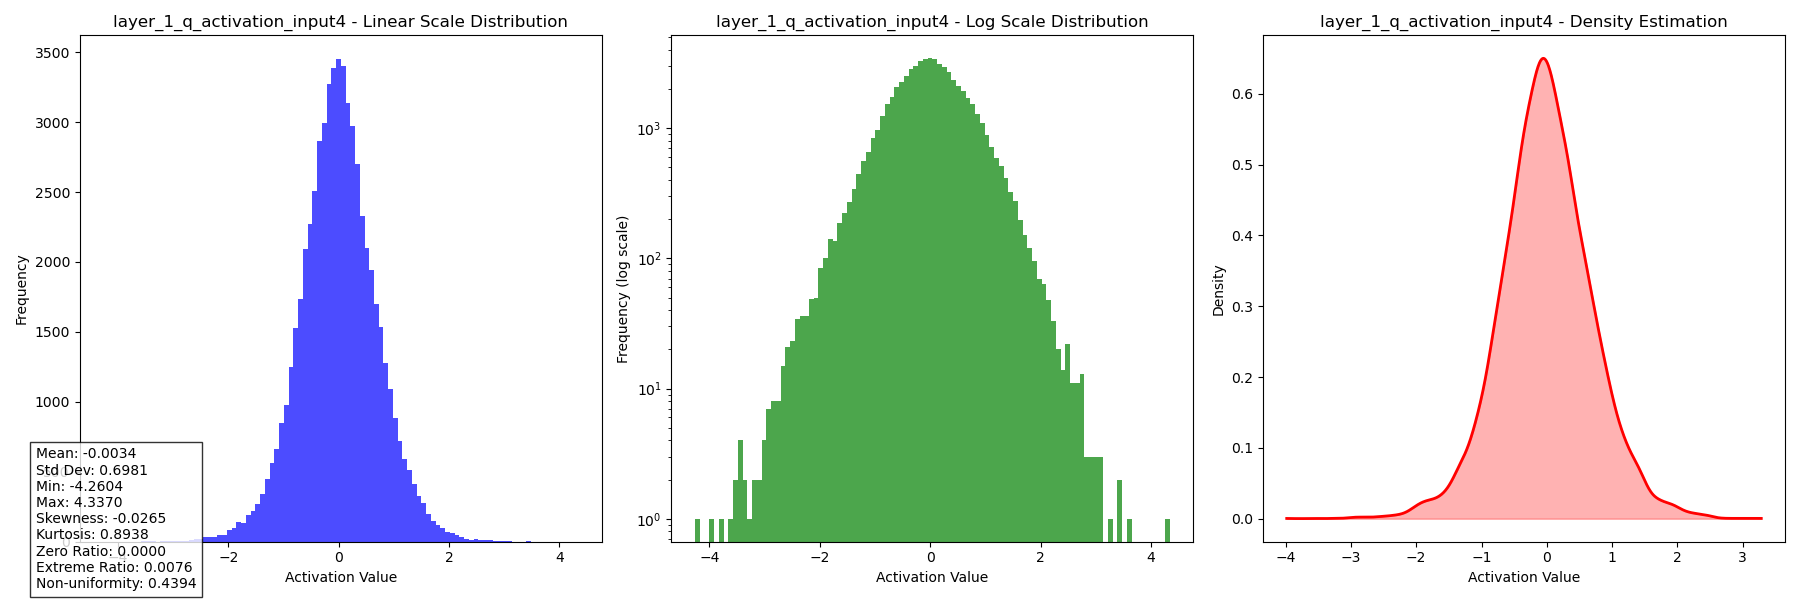 layer_1_q_activation_input4 - Linear Scale Distribution
3500
3000
2500
2000
1500
1000
Frequency
−2
0
2
4
Activation Value
Mean: -0.0034
Std Dev: 0.6981
Min: -4.2604
Max: 4.3370
Skewness: -0.0265
Kurtosis: 0.8938
Zero Ratio: 0.0000
Extreme Ratio: 0.0076
Non-uniformity: 0.4394
layer_1_q_activation_input4 - Log Scale Distribution
10³
10²
10¹
10⁰
Frequency (log scale)
−4
−2
0
2
4
Activation Value
layer_1_q_activation_input4 - Density Estimation
0.6
0.5
0.4
0.3
0.2
0.1
0.0
Density
−4
−3
−2
−1
0
1
2
3
Activation Value